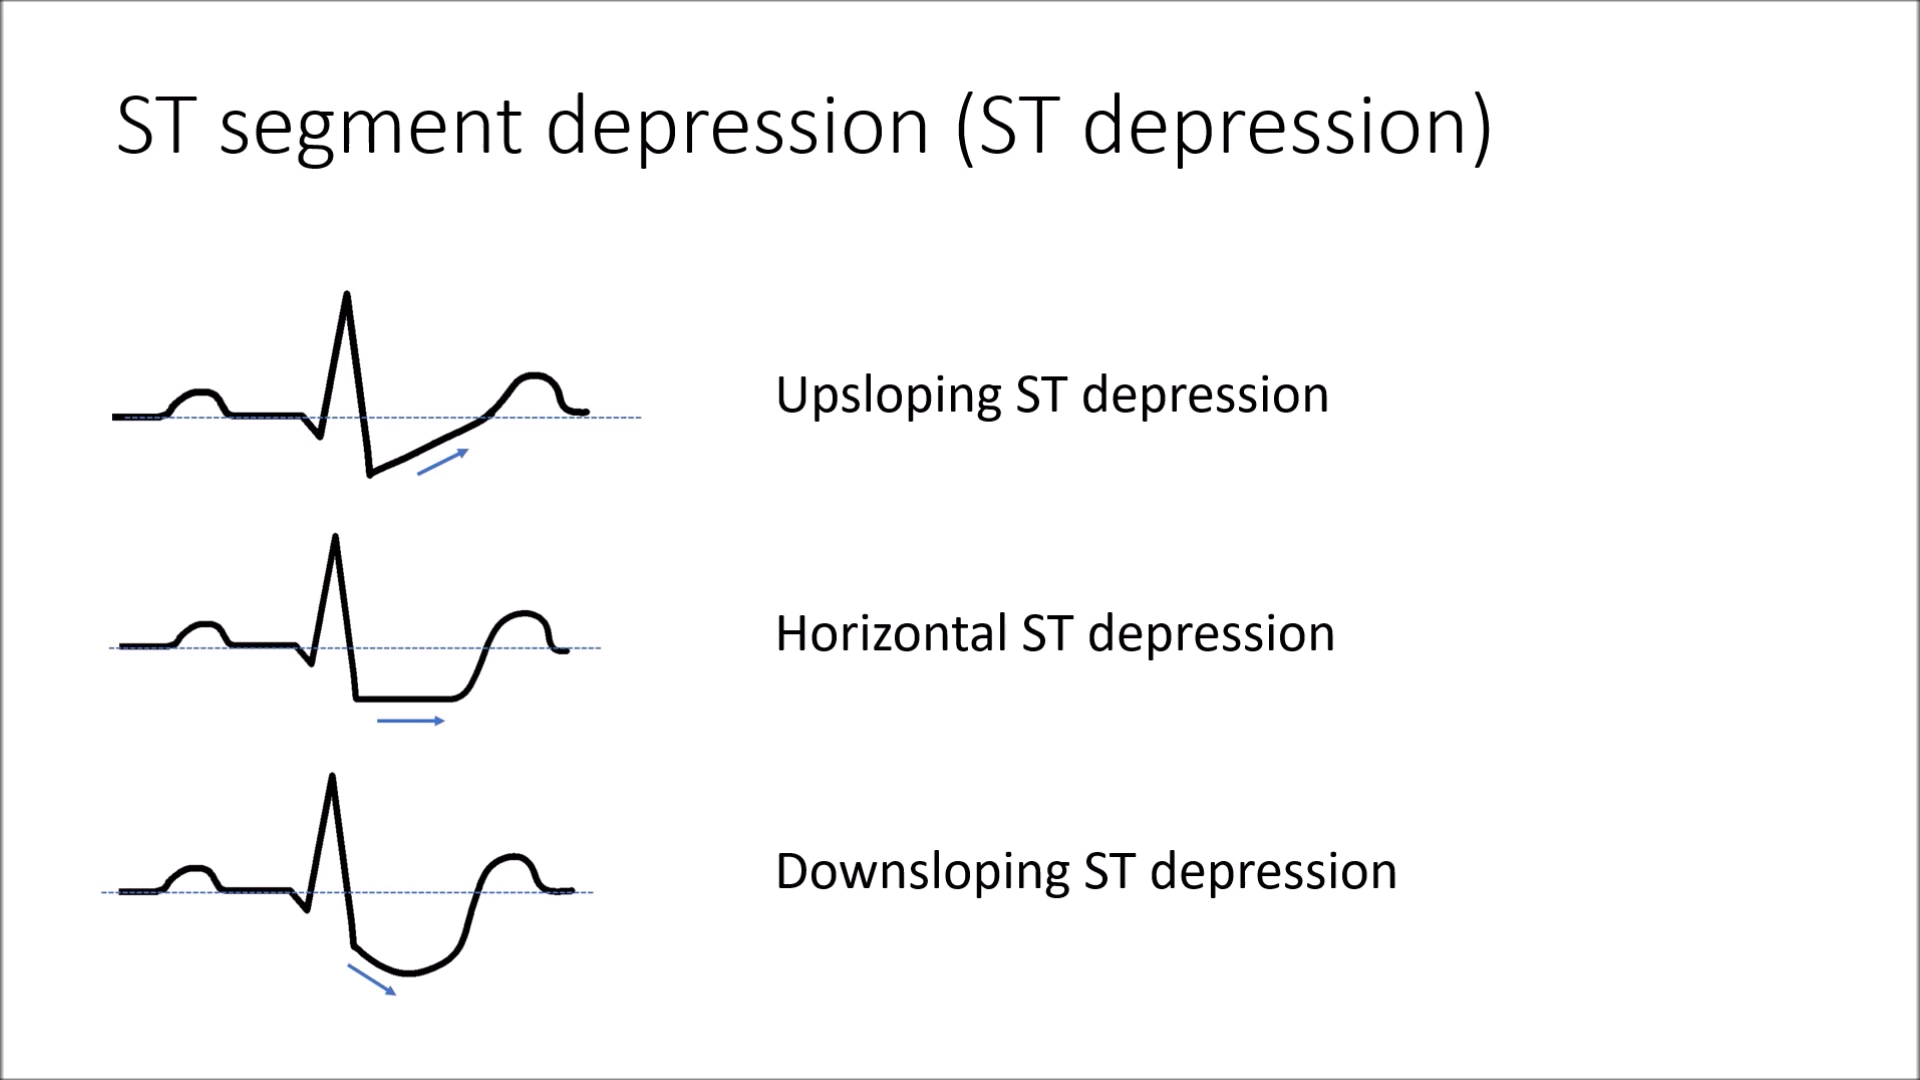 ST segment depression (ST depression)
Upsloping ST depression
Horizontal ST depression
Downsloping ST depression